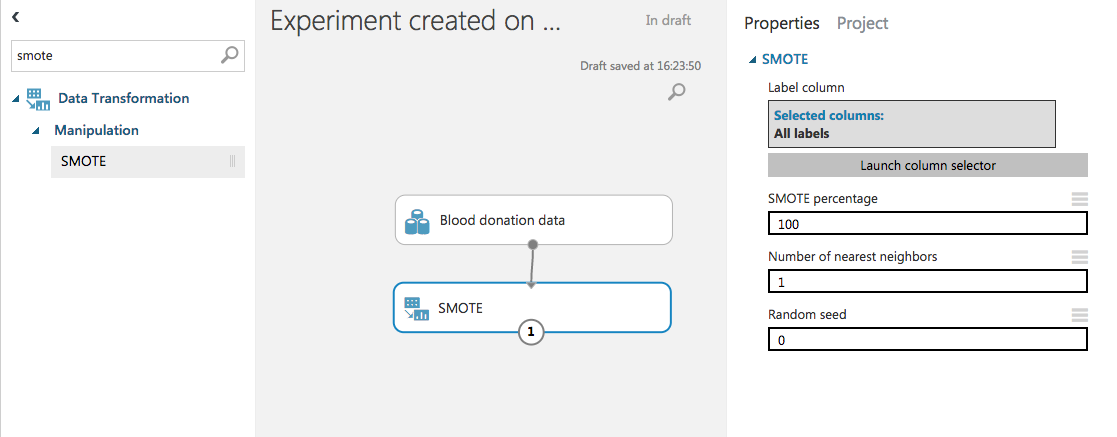 smote
Data Transformation
Manipulation
SMOTE
Experiment created on ...
In draft
Draft saved at 16:23:50
Blood donation data
SMOTE
1
Properties
Project
SMOTE
Label column
Selected columns:
All labels
Launch column selector
SMOTE percentage
100
Number of nearest neighbors
1
Random seed
0